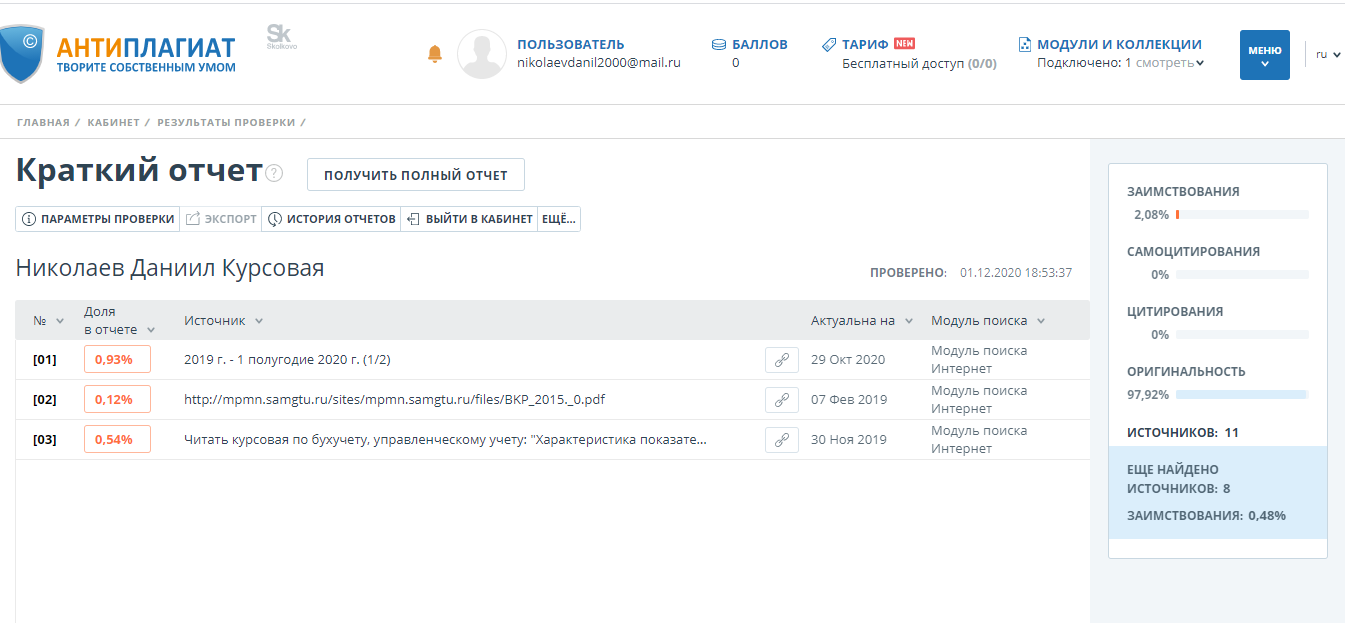 ©
АНТИПЛАГИАТ
ТВОРИТЕ СОБСТВЕННЫМ УМОМ
Sk
Skolkovo
ПОЛЬЗОВАТЕЛЬ
nikolaevdanil2000@mail.ru
БАЛЛОВ
0
ТАРИФ NEW
Бесплатный доступ (0/0)
МОДУЛИ И КОЛЛЕКЦИИ
Подключено: 1 смотреть
МЕНЮ
ru
ГЛАВНАЯ / КАБИНЕТ / РЕЗУЛЬТАТЫ ПРОВЕРКИ /
Краткий отчет ?
ПОЛУЧИТЬ ПОЛНЫЙ ОТЧЕТ
ПАРАМЕТРЫ ПРОВЕРКИ ЭКСПОРТ ИСТОРИЯ ОТЧЕТОВ ВЫЙТИ В КАБИНЕТ ЕЩЁ...
Николаев Даниил Курсовая
ПРОВЕРЕНО: 01.12.2020 18:53:37
№ Доля в отчете Источник Актуальна на Модуль поиска
[01] 0,93% 2019 г. - 1 полугодие 2020 г. (1/2) 29 Окт 2020 Модуль поиска Интернет
[02] 0,12% http://mpmn.samgtu.ru/sites/mpmn.samgtu.ru/files/BKP_2015._0.pdf 07 Фев 2019 Модуль поиска Интернет
[03] 0,54% Читать курсовая по бухучету, управленческому учету: "Характеристика показате... 30 Ноя 2019 Модуль поиска Интернет
ЗАИМСТВОВАНИЯ
2,08%
САМОЦИТИРОВАНИЯ
0%
ЦИТИРОВАНИЯ
0%
ОРИГИНАЛЬНОСТЬ
97,92%
ИСТОЧНИКОВ: 11
ЕЩЕ НАЙДЕНО
ИСТОЧНИКОВ: 8
ЗАИМСТВОВАНИЯ: 0,48%